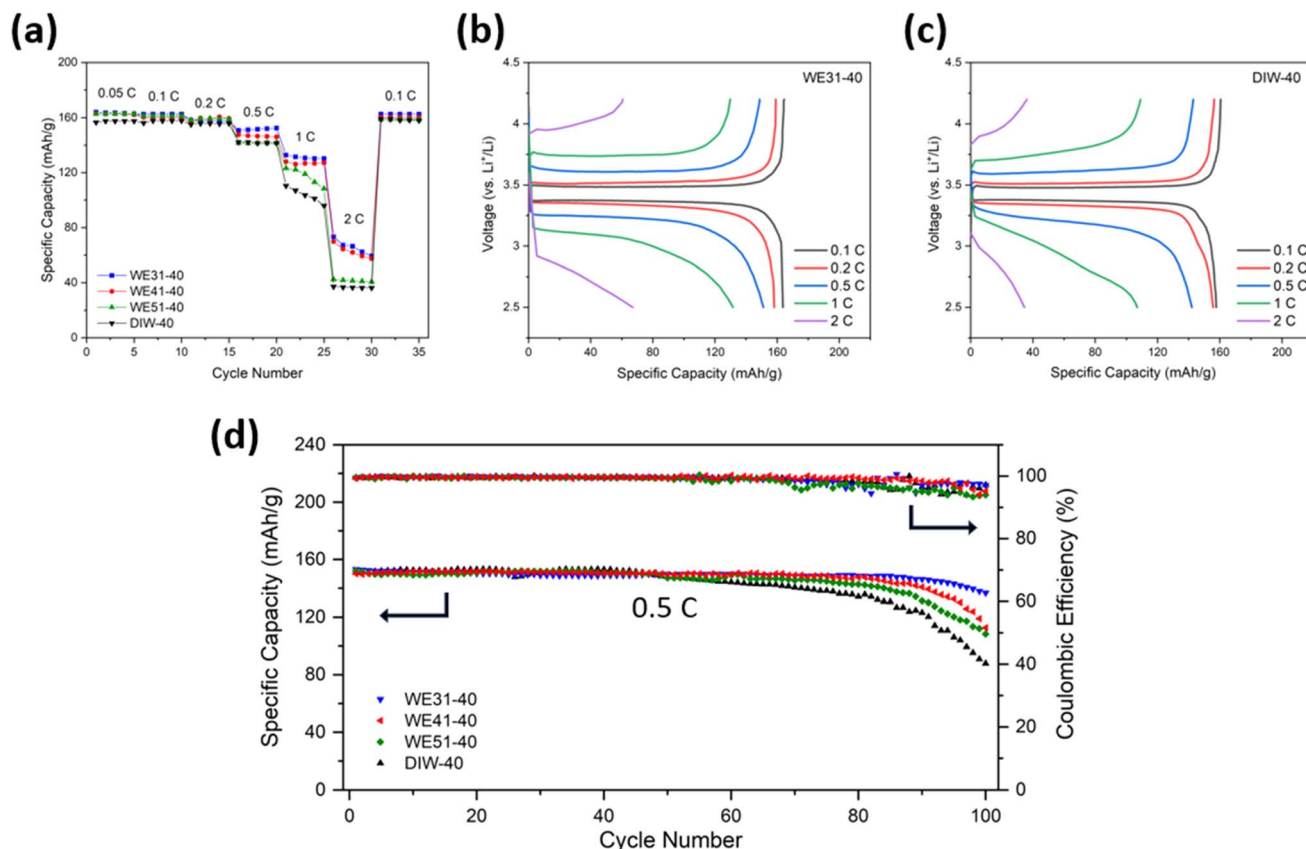 (a)
200
160
120
80
40
0
Specific Capacity (mAh/g)
0.05 C
0.1 C
0.2 C
0.5 C
1 C
2 C
0.1 C
WE31-40
WE41-40
WE51-40
DIW-40
0 5 10 15 20 25 30 35
Cycle Number
(b)
WE31-40
4.5
4.0
3.5
3
2.5
Voltage (vs. Li⁺/Li)
0.1 C
0.2 C
0.5 C
1 C
2 C
0 40 80 120 160 200
Specific Capacity (mAh/g)
(c)
DIW-40
4.5
4.0
3.5
3
2.5
Voltage (vs. Li⁺/Li)
0.1 C
0.2 C
0.5 C
1 C
2 C
0 40 80 120 160 200
Specific Capacity (mAh/g)
(d)
240
200
160
120
80
40
0
Specific Capacity (mAh/g)
0.5 C
WE31-40
WE41-40
WE51-40
DIW-40
100
80
60
40
20
0
Coulombic Efficiency (%)
0 20 40 60 80 100
Cycle Number